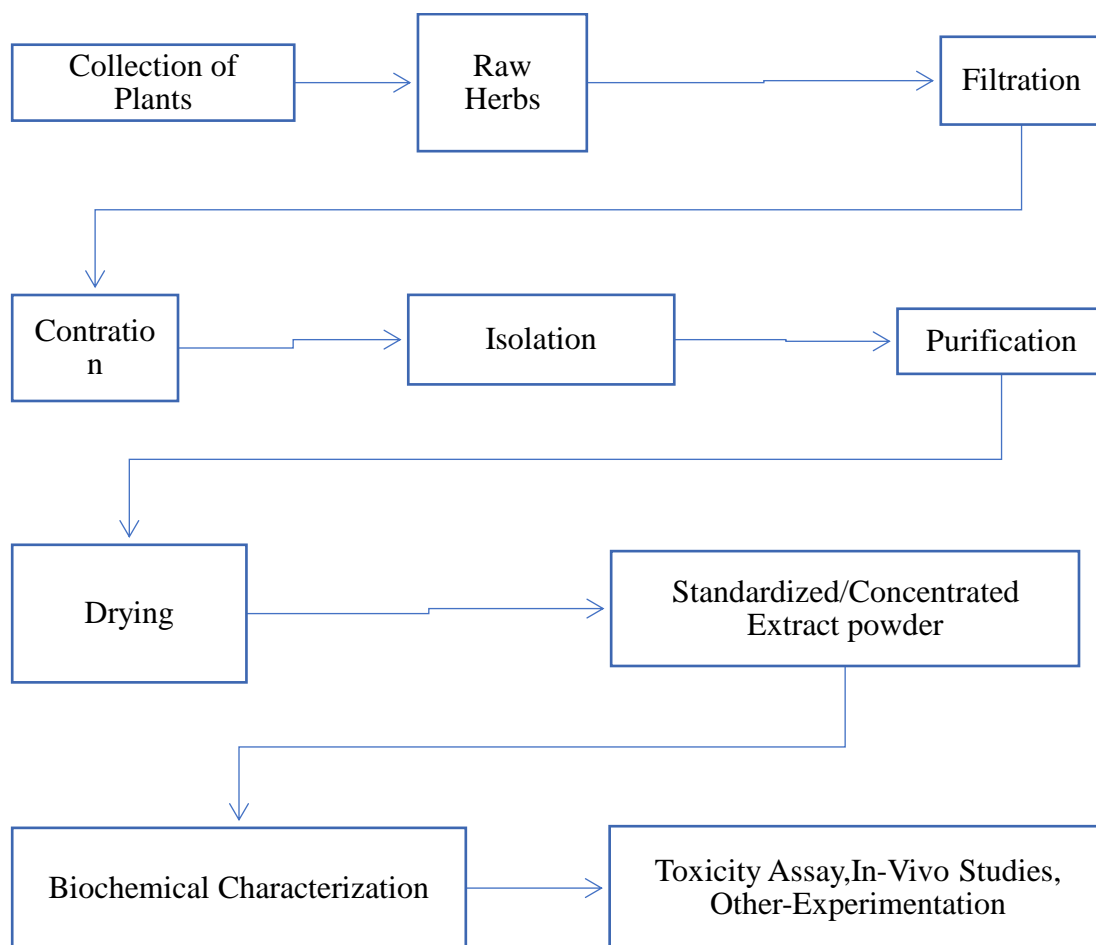 Collection of
Plants
Raw
Herbs
Filtration
Contratio
n
Isolation
Purification
Drying
Standardized/Concentrated
Extract powder
Biochemical Characterization
Toxicity Assay,In-Vivo Studies,
Other-Experimentation